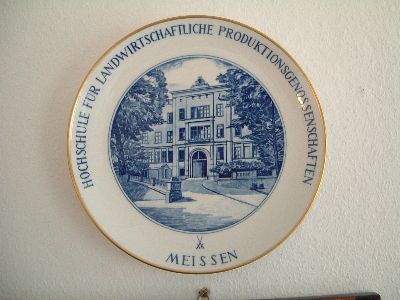 HOCHSCHULE FÜR LANDWIRTSCHAFTLICHE PRODUKTIONSGENOSSENSCHAFTEN
MEISSEN